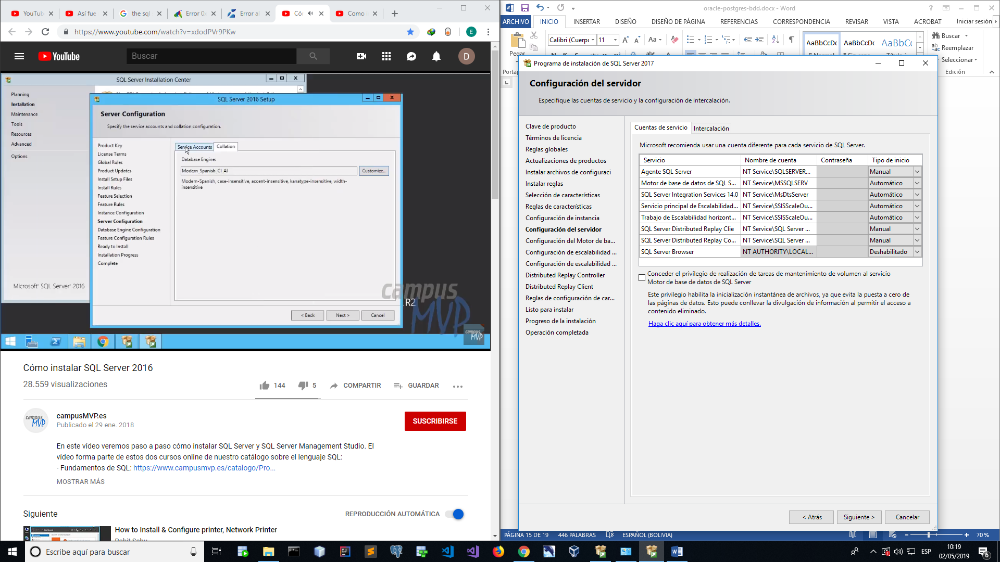 YouTub
Así fue
the sql
Error 0x
Error al
Có
Como i
https://www.youtube.com/watch?v=xdodPVr9PKw
E
YouTube
Buscar
D
SQL Server Installation Center
Planning
Installation
Maintenance
Tools
Resources
Advanced
Options
Microsoft SQL Server 2016
SQL Server 2016 Setup
Server Configuration
Specify the service accounts and collation configuration.
Product Key
License Terms
Global Rules
Product Updates
Install Setup Files
Install Rules
Feature Selection
Feature Rules
Instance Configuration
Server Configuration
Database Engine Configuration
Feature Configuration Rules
Ready to Install
Installation Progress
Complete
Service Accounts
Collation
Database Engine:
Modern_Spanish_CI_AI
Customize...
Modern-Spanish, case-insensitive, accent-insensitive, kanatype-insensitive, width-
insensitive
< Back
Next >
Cancel
R2
campus
MVP
campus
MVP
Cómo instalar SQL Server 2016
28.559 visualizaciones
144
5
COMPARTIR
GUARDAR
campus
MVP
campusMVP.es
Publicado el 29 ene. 2018
SUSCRIBIRSE
En este vídeo veremos paso a paso cómo instalar SQL Server y SQL Server Management Studio. El
vídeo forma parte de estos dos cursos online de nuestro catálogo sobre el lenguaje SQL:
- Fundamentos de SQL: https://www.campusmvp.es/catalogo/Pro...
MOSTRAR MÁS
Siguiente
REPRODUCCIÓN AUTOMÁTICA
How to Install & Configure printer, Network Printer
oracle-postgres-bdd.docx - Word
ARCHIVO
INICIO
INSERTAR
DISEÑO
DISEÑO DE PÁGINA
REFERENCIAS
CORRESPONDENCIA
REVISAR
VISTA
ACROBAT
Iniciar sesión
Pegar
Calibri (Cuerpo
11
Aa
AaBbCcDc
AaBbCcDc
AaBbCc
Buscar
Reemplazar
Seleccionar
Porta
Edición
Programa de instalación de SQL Server 2017
Configuración del servidor
Especifique las cuentas de servicio y la configuración de intercalación.
Clave de producto
Términos de licencia
Reglas globales
Actualizaciones de productos
Instalar archivos de configuraci
Instalar reglas
Selección de características
Reglas de características
Configuración de instancia
Configuración del servidor
Configuración del Motor de ba...
Configuración de escalabilidad ...
Configuración de escalabilidad ...
Distributed Replay Controller
Distributed Replay Client
Reglas de configuración de car...
Listo para instalar
Progreso de la instalación
Operación completada
Cuentas de servicio
Intercalación
Microsoft recomienda usar una cuenta diferente para cada servicio de SQL Server.
Servicio Nombre de cuenta Contraseña Tipo de inicio
Agente SQL Server NT Service\SQLSERVER... Manual
Motor de base de datos de SQL S... NT Service\MSSQLSERV Automático
SQL Server Integration Services 14.0 NT Service\MsDtsServer Automático
Servicio principal de Escalabilidad... NT Service\SSISScaleOu... Automático
Trabajo de Escalabilidad horizont... NT Service\SSISScaleOu... Automático
SQL Server Distributed Replay Clie NT Service\SQL Server ... Manual
SQL Server Distributed Replay Co... NT Service\SQL Server ... Manual
SQL Server Browser NT AUTHORITY\LOCAL... Deshabilitado
Conceder el privilegio de realización de tareas de mantenimiento de volumen al servicio
Motor de base de datos de SQL Server
Este privilegio habilita la inicialización instantánea de archivos, ya que evita la puesta a cero de
las páginas de datos. Esto puede conllevar la divulgación de información al permitir el acceso a
contenido eliminado.
Haga clic aquí para obtener más detalles.
< Atrás
Siguiente >
Cancelar
PÁGINA 15 DE 19
446 PALABRAS
ESPAÑOL (BOLIVIA)
70 %
Escribe aquí para buscar
ESP
10:19
02/05/2019
6